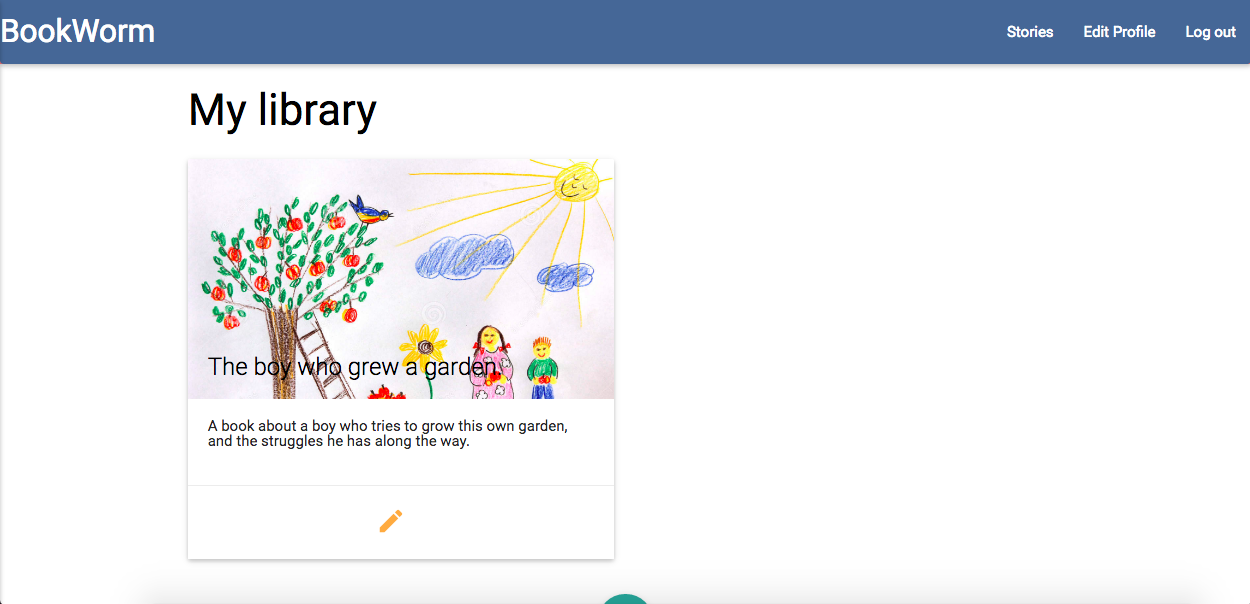 BookWorm
Stories
Edit Profile
Log out
My library
The boy who grew a garden.
A book about a boy who tries to grow this own garden,
and the struggles he has along the way.